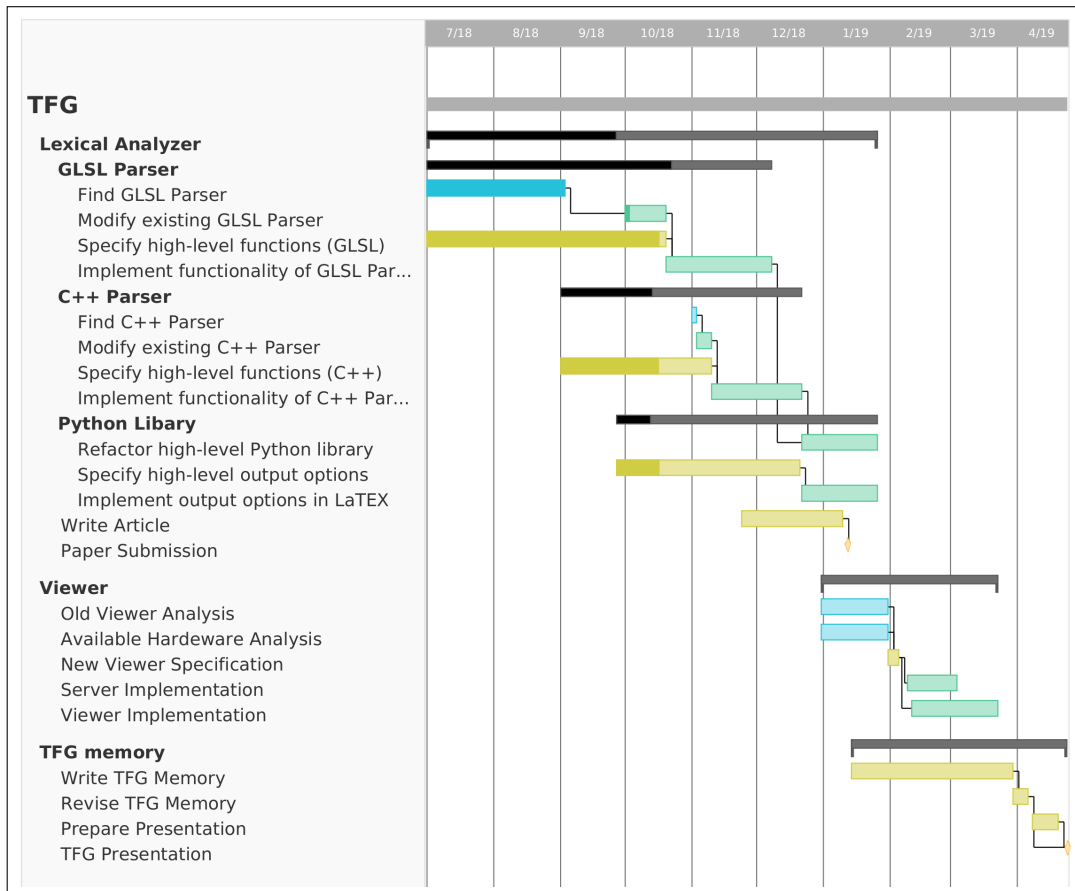 7/18 8/18 9/18 10/18 11/18 12/18 1/19 2/19 3/19 4/19
TFG
Lexical Analyzer
GLSL Parser
Find GLSL Parser
Modify existing GLSL Parser
Specify high-level functions (GLSL)
Implement functionality of GLSL Par...
C++ Parser
Find C++ Parser
Modify existing C++ Parser
Specify high-level functions (C++)
Implement functionality of C++ Par...
Python Libary
Refactor high-level Python library
Specify high-level output options
Implement output options in LaTEX
Write Article
Paper Submission
Viewer
Old Viewer Analysis
Available Hardeware Analysis
New Viewer Specification
Server Implementation
Viewer Implementation
TFG memory
Write TFG Memory
Revise TFG Memory
Prepare Presentation
TFG Presentation